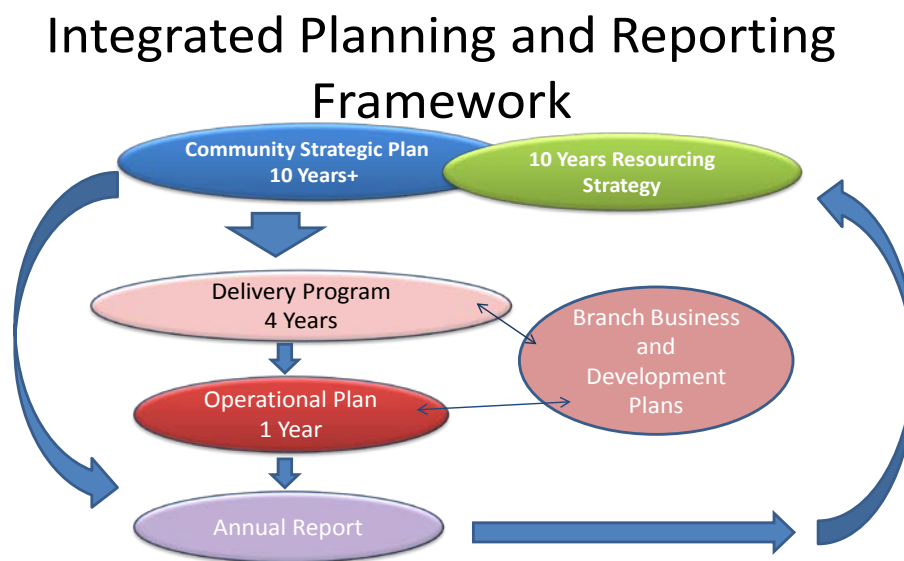 Integrated Planning and Reporting
Framework
Community Strategic Plan
10 Years+
10 Years Resourcing
Strategy
Delivery Program
4 Years
Branch Business
and
Development
Plans
Operational Plan
1 Year
Annual Report